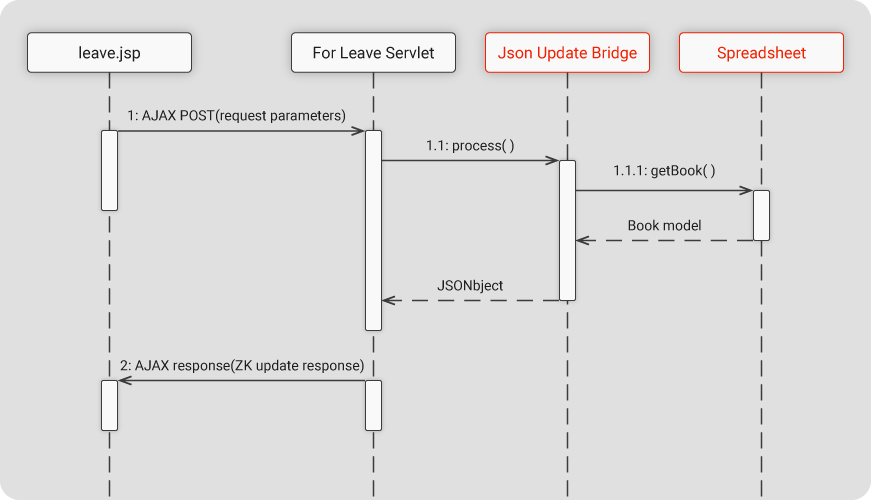 leave.jsp
For Leave Servlet
Json Update Bridge
Spreadsheet
1: AJAX POST(request parameters)
1.1: process( )
1.1.1: getBook( )
Book model
JSONbject
2: AJAX response(ZK update response)